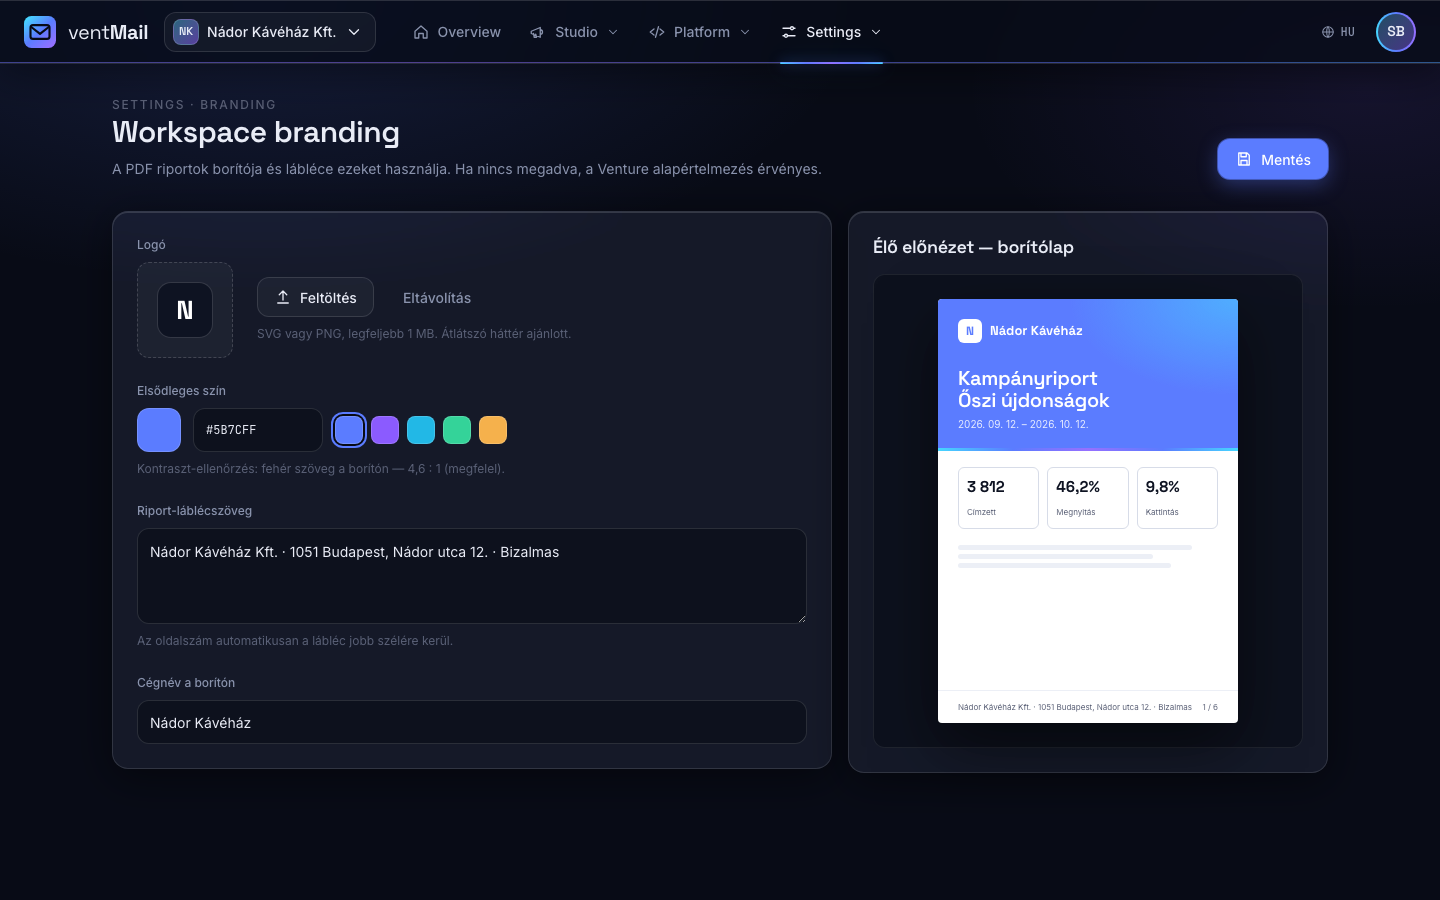 ventMail
NK Nádor Kávéház Kft.
Overview
Studio
Platform
Settings
HU
SB
SETTINGS · BRANDING
Workspace branding
A PDF riportok borítója és lábléce ezeket használja. Ha nincs megadva, a Venture alapértelmezés érvényes.
Mentés
Logó
N
Feltöltés
Eltávolítás
SVG vagy PNG, legfeljebb 1 MB. Átlátszó háttér ajánlott.
Elsődleges szín
#5B7CFF
Kontraszt-ellenőrzés: fehér szöveg a borítón — 4,6 : 1 (megfelel).
Riport-láblécszöveg
Nádor Kávéház Kft. · 1051 Budapest, Nádor utca 12. · Bizalmas
Az oldalszám automatikusan a lábléc jobb szélére kerül.
Cégnév a borítón
Nádor Kávéház
Élő előnézet — borítólap
N Nádor Kávéház
Kampányriport
Őszi újdonságok
2026. 09. 12. – 2026. 10. 12.
3 812
Címzett
46,2%
Megnyitás
9,8%
Kattintás
Nádor Kávéház Kft. · 1051 Budapest, Nádor utca 12. · Bizalmas 1 / 6